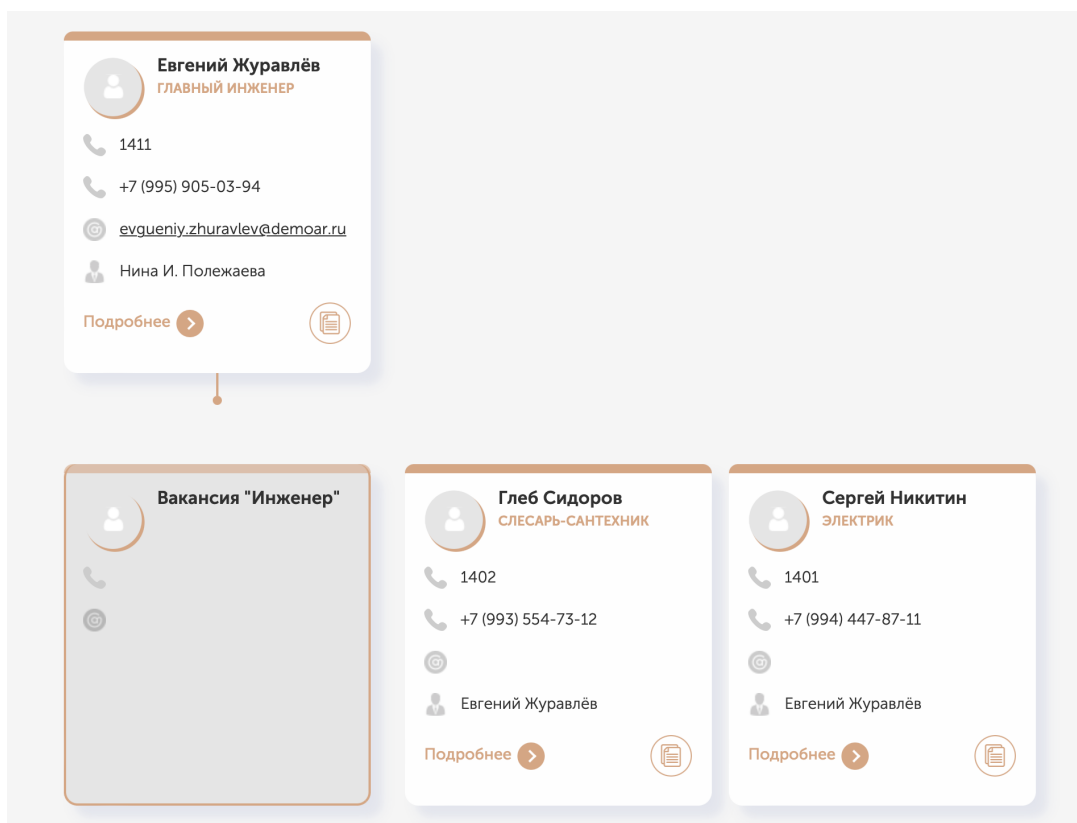 Евгений Журавлёв
ГЛАВНЫЙ ИНЖЕНЕР
1411
+7 (995) 905-03-94
evgueniy.zhuravlev@demoar.ru
Нина И. Полежаева
Подробнее
Вакансия "Инженер"
Глеб Сидоров
СЛЕСАРЬ-САНТЕХНИК
1402
+7 (993) 554-73-12
Евгений Журавлёв
Подробнее
Сергей Никитин
ЭЛЕКТРИК
1401
+7 (994) 447-87-11
Евгений Журавлёв
Подробнее